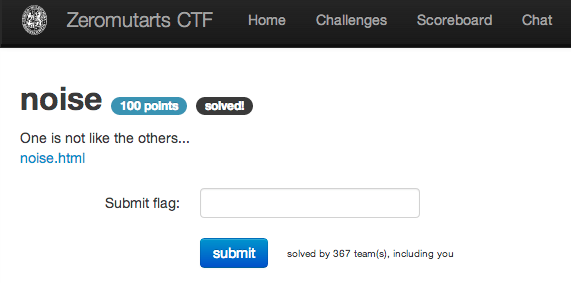 Zeromutarts CTF Home Challenges Scoreboard Chat
noise 100 points solved!
One is not like the others...
noise.html
Submit flag:
submit solved by 367 team(s), including you